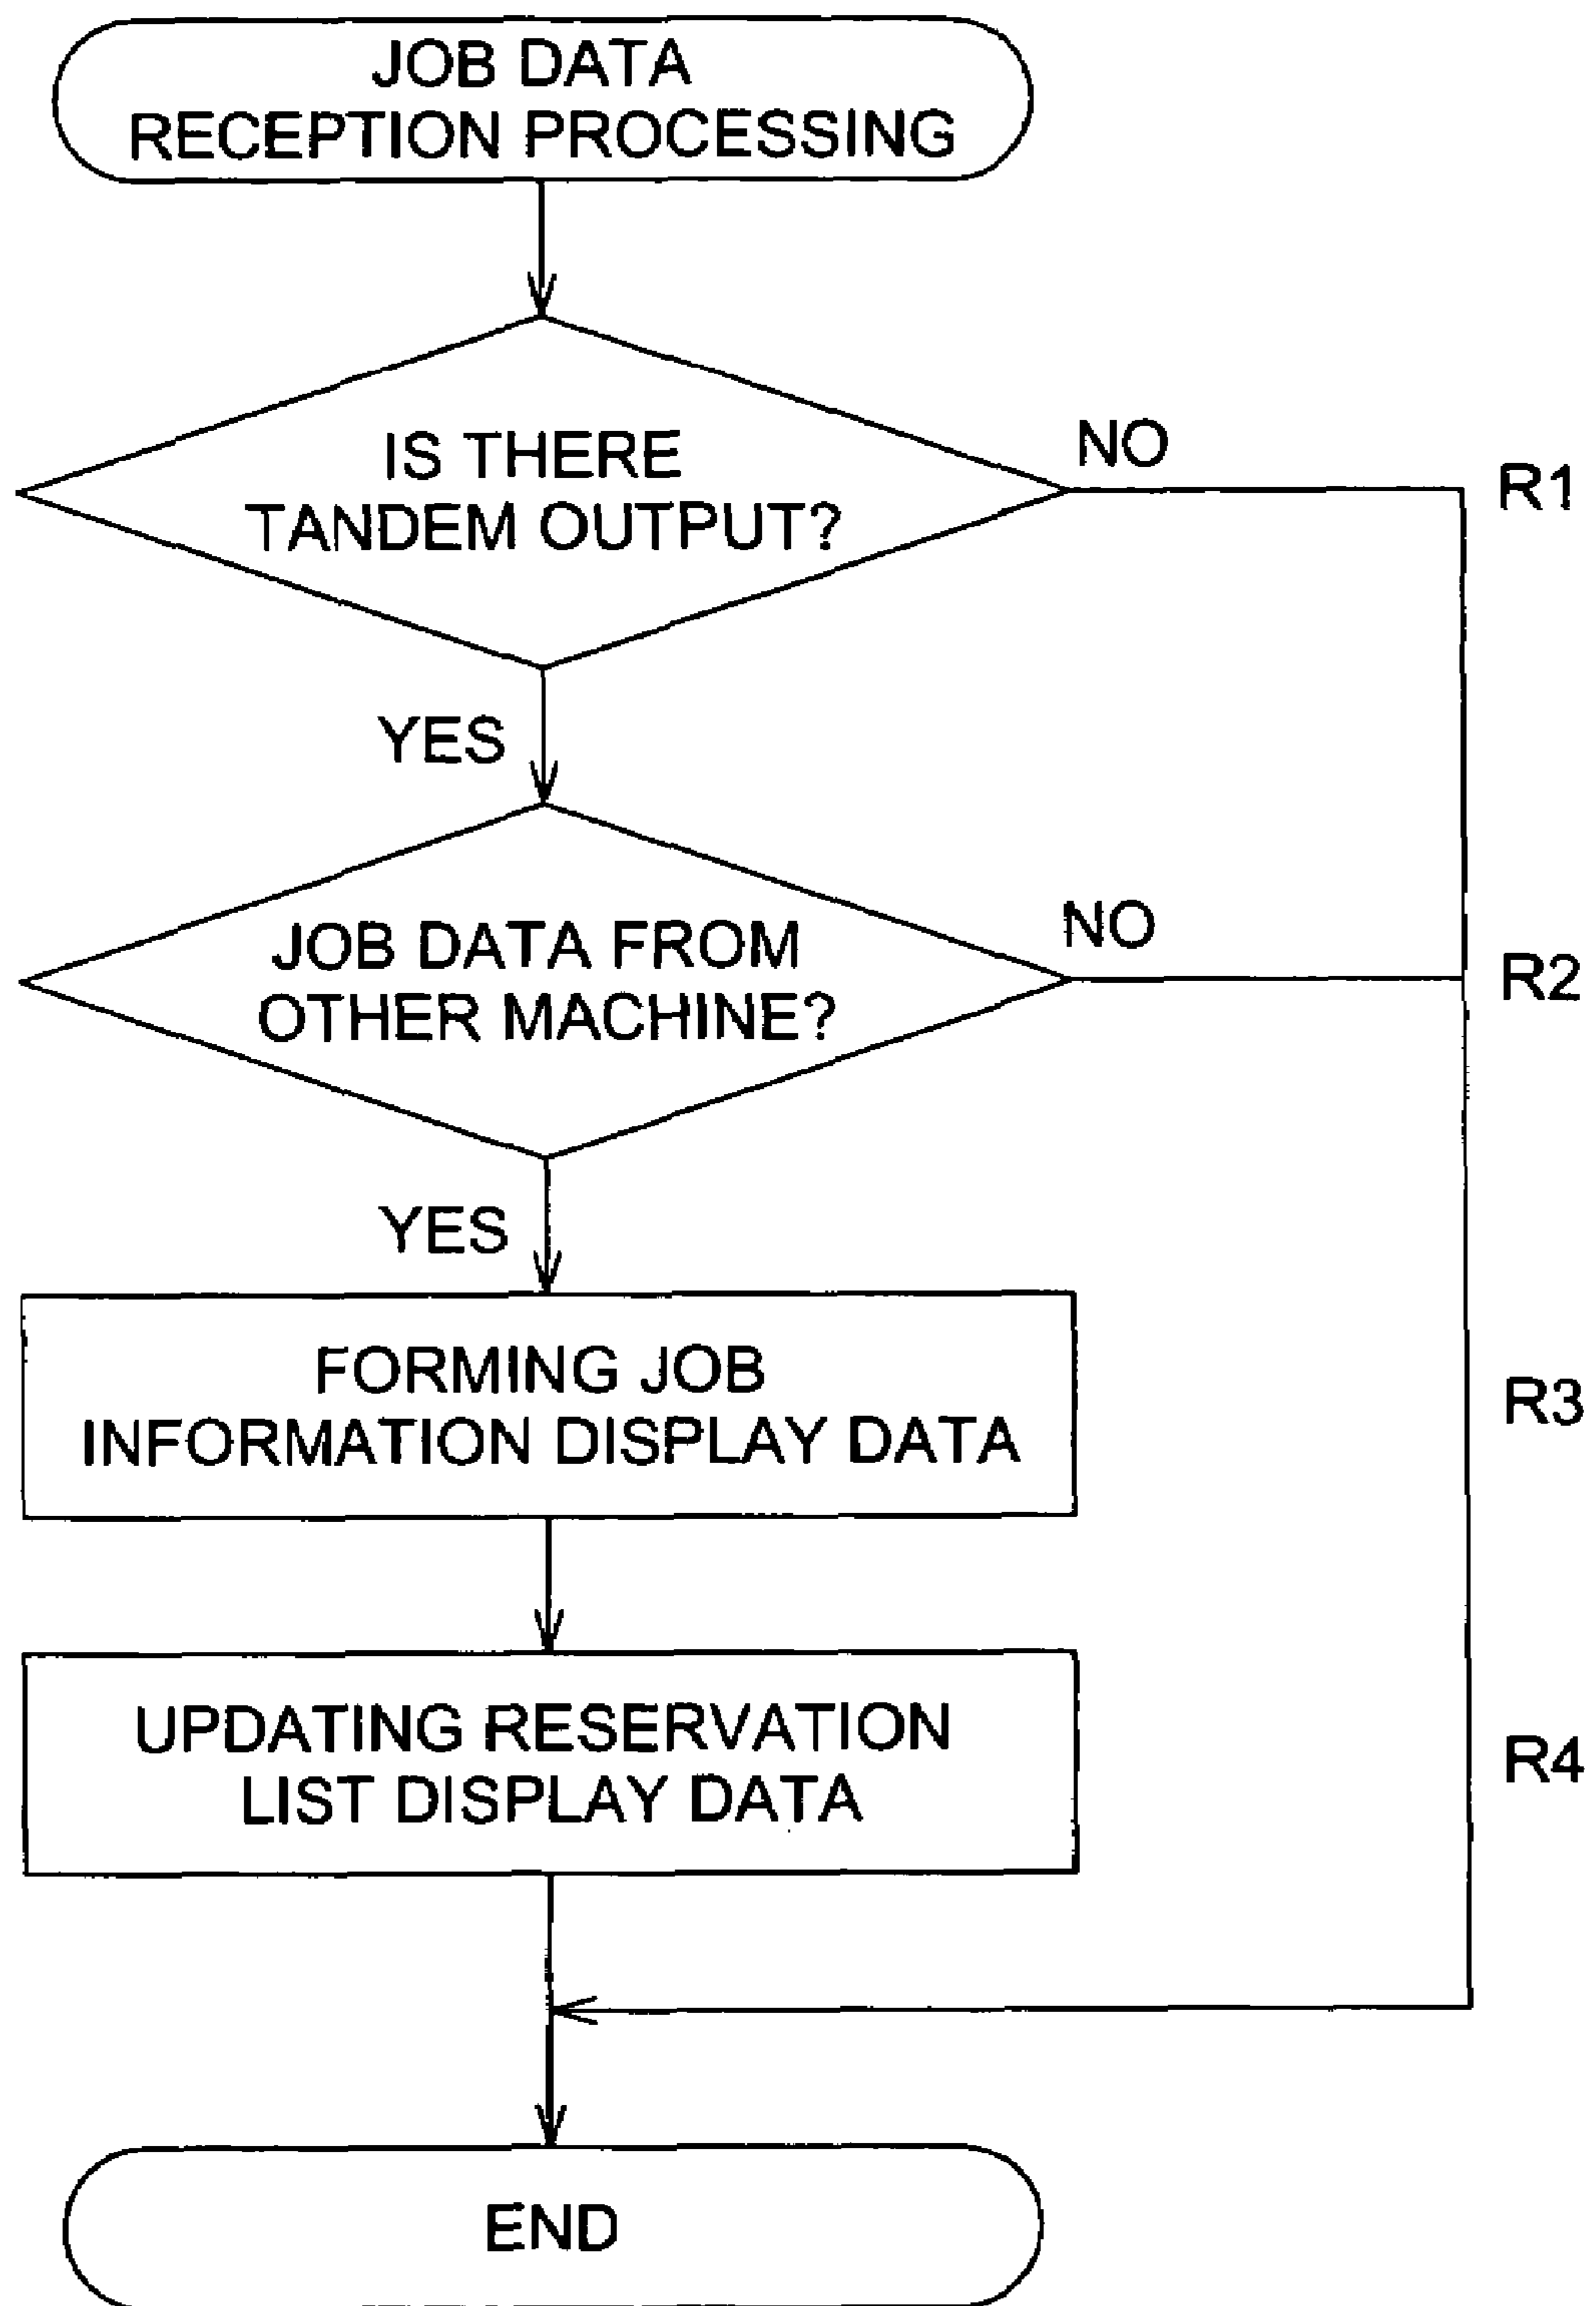 JOB DATA
RECEPTION PROCESSING
IS THERE
TANDEM OUTPUT?
NO
R1
YES
JOB DATA FROM
OTHER MACHINE?
NO
R2
YES
FORMING JOB
INFORMATION DISPLAY DATA
R3
UPDATING RESERVATION
LIST DISPLAY DATA
R4
END